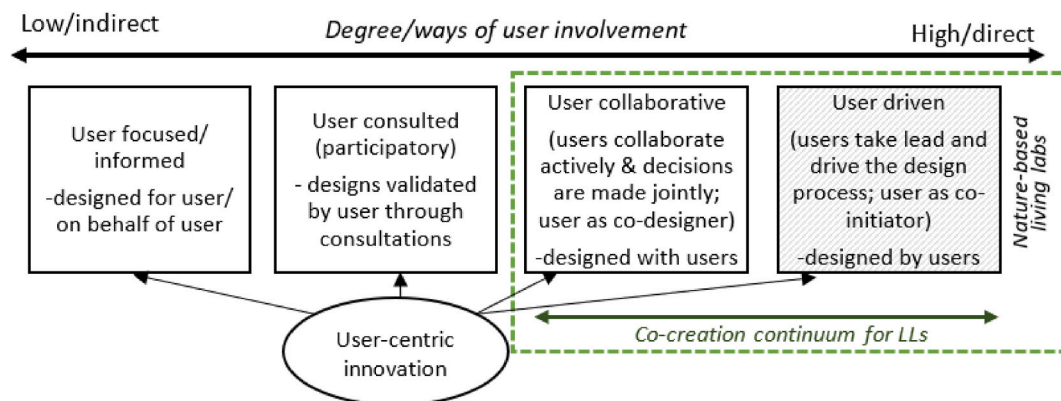 Low/indirect
Degree/ways of user involvement
High/direct
User focused/
informed
-designed for user/
on behalf of user
User consulted
(participatory)
- designs validated
by user through
consultations
User collaborative
(users collaborate
actively & decisions
are made jointly;
user as co-designer)
-designed with users
User driven
(users take lead and
drive the design
process; user as co-
initiator)
-designed by users
Nature-based
living labs
User-centric
innovation
Co-creation continuum for LLs